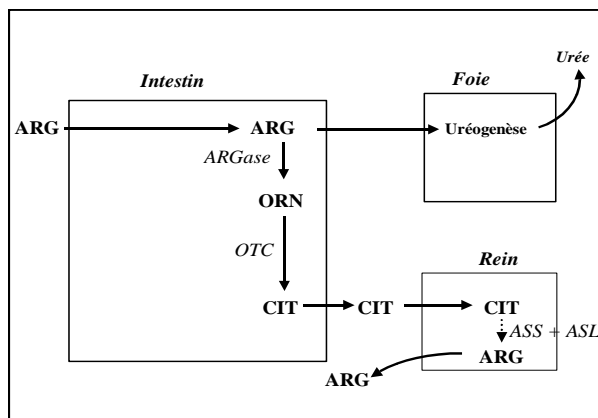 Urée
Intestin
Foie
ARG
ARG
Uréogenèse
ARGase
ORN
OTC
Rein
CIT
CIT
CIT
ASS + ASL
ARG
ARG